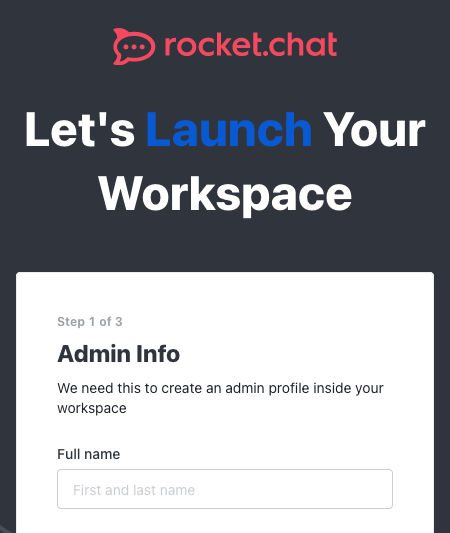 rocket.chat
Let's Launch Your
Workspace
Step 1 of 3
Admin Info
We need this to create an admin profile inside your
workspace
Full name
First and last name